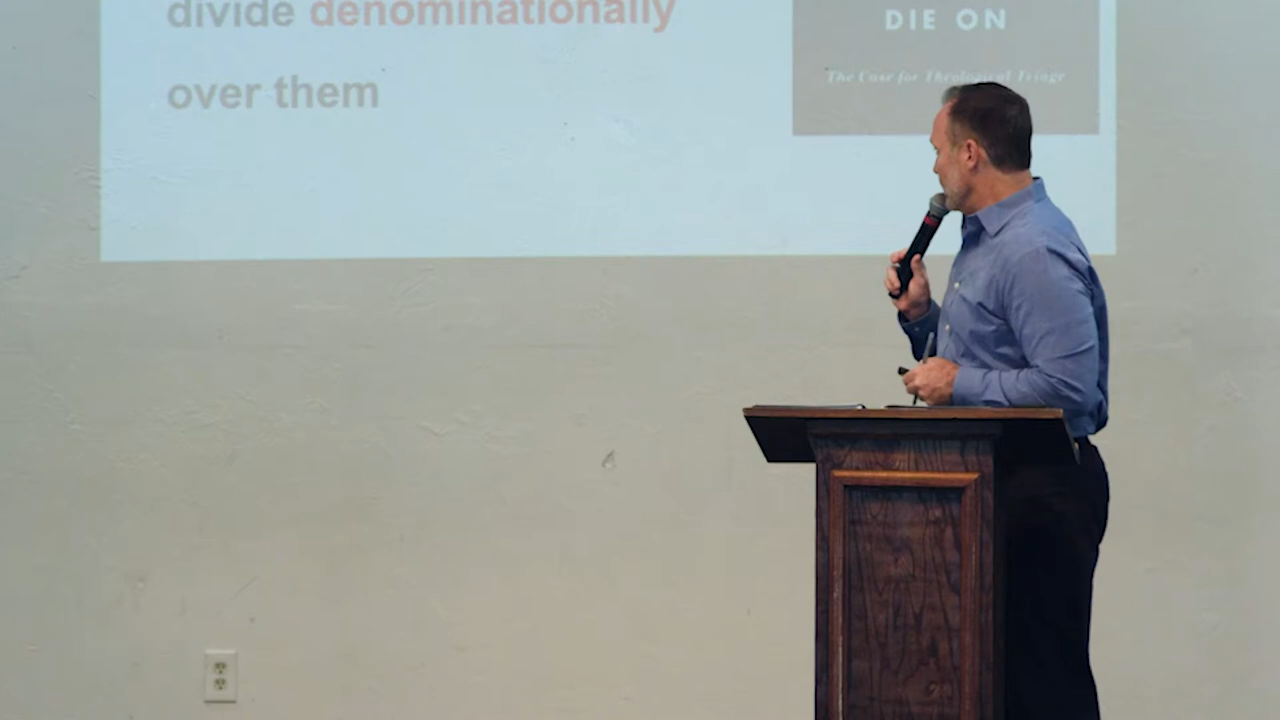 divide denominationally
over them
DIE ON
The Case for Theological Triage